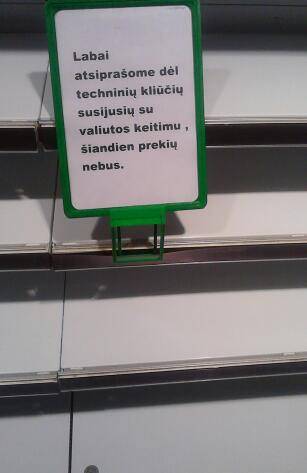 Labai
atsiprašome dėl
techninių kliūčių
susijusių su
valiutos keitimu ,
šiandien prekių
nebus.